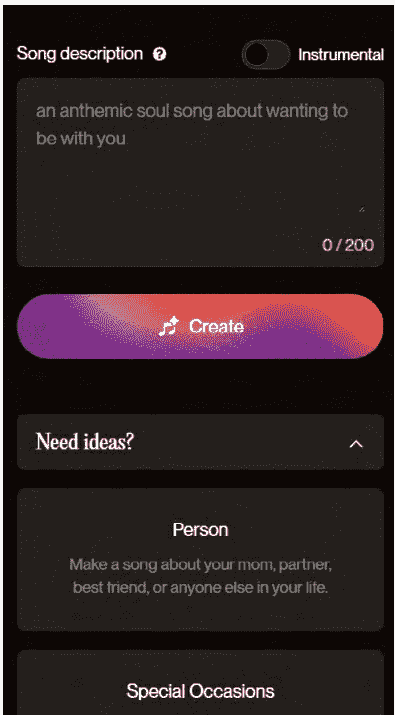 Song description ?
Instrumental
an anthemic soul song about wanting to
be with you
0 / 200
Create
Need ideas?
Person
Make a song about your mom, partner,
best friend, or anyone else in your life.
Special Occasions